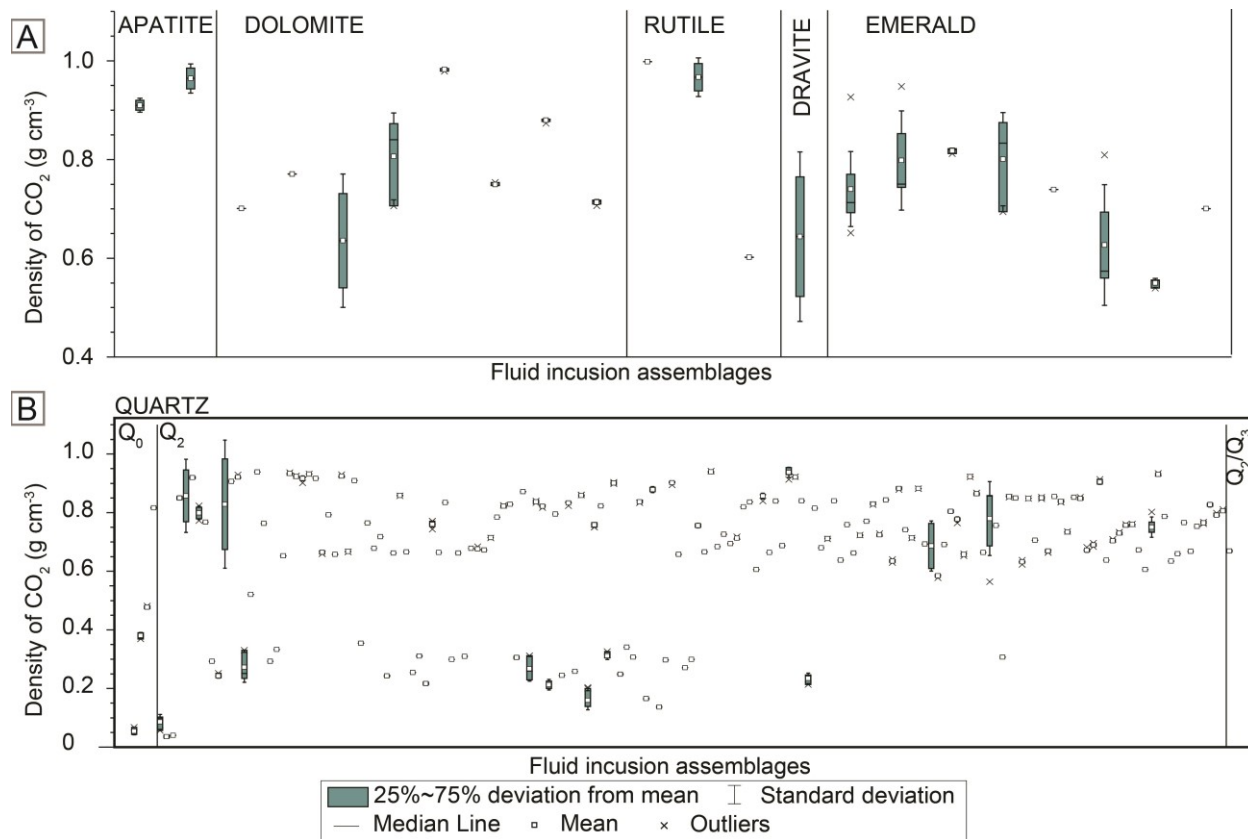 A
APATITE
DOLOMITE
RUTILE
DRAVITE
EMERALD
Density of CO₂ (g cm⁻³)
1.0
0.8
0.6
0.4
Fluid incusion assemblages
B
QUARTZ
Q₀
Q₂
Q₂/Q₃
Density of CO₂ (g cm⁻³)
1.0
0.8
0.6
0.4
0.2
0
Fluid incusion assemblages
25%~75% deviation from mean
Standard deviation
Median Line
Mean
Outliers